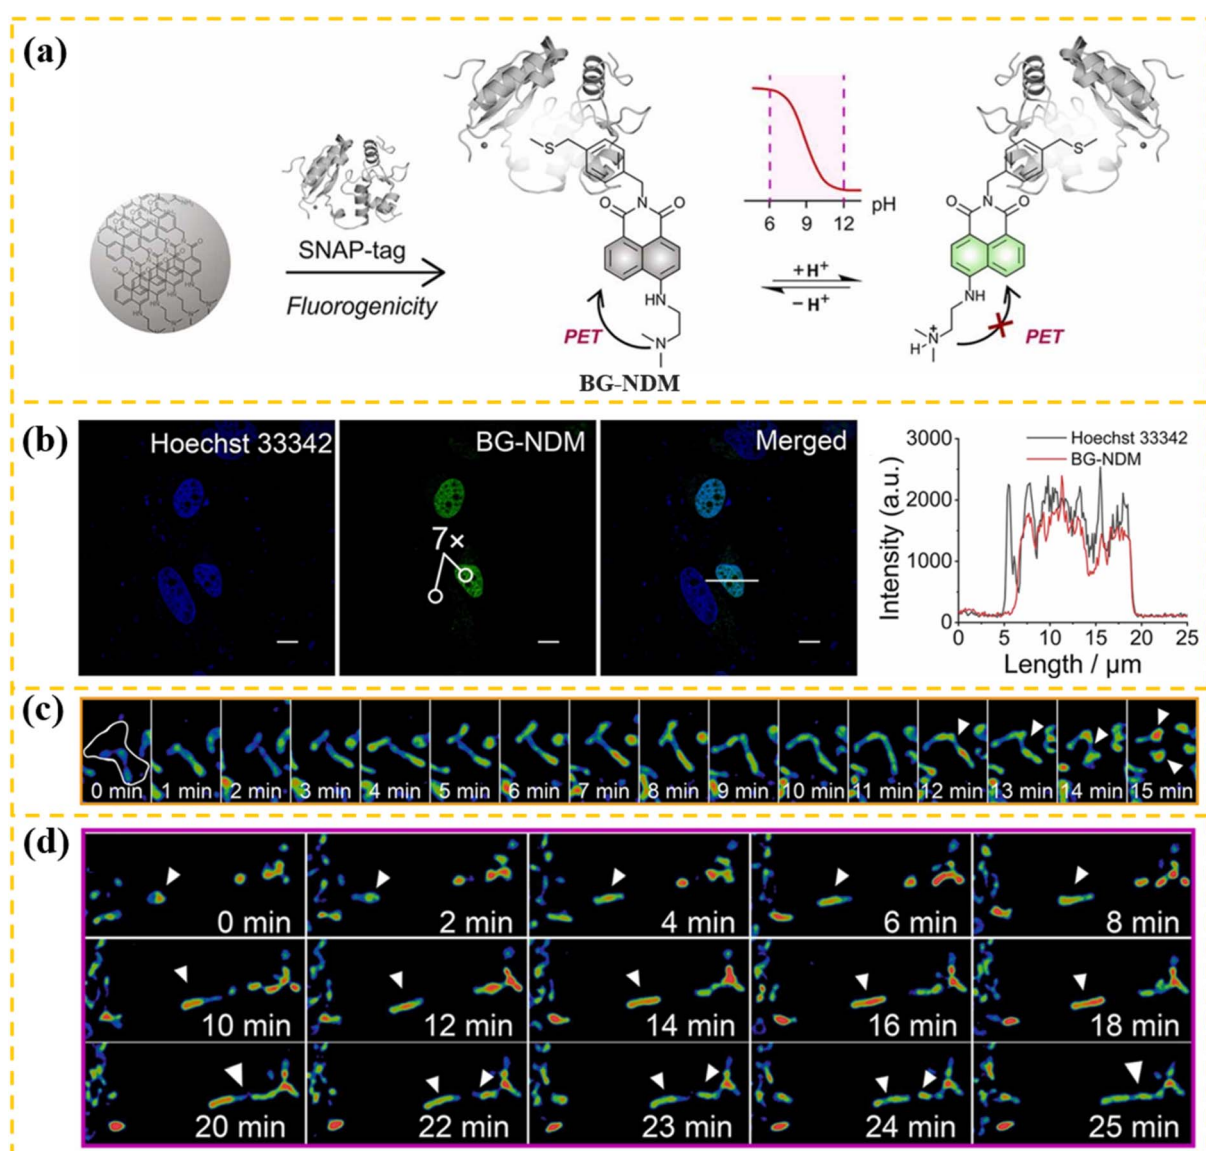 (a)
SNAP-tag
Fluorogenicity
S
N
O
O
HN
N
PET
BG-NDM
6 9 12 pH
+H+
−H+
S
N
O
O
NH
N+
H
PET
(b)
Hoechst 33342
BG-NDM
7×
Merged
Hoechst 33342
BG-NDM
Intensity (a.u.)
3000
2000
1000
0
0 5 10 15 20 25
Length / µm
(c)
0 min 1 min 2 min 3 min 4 min 5 min 6 min 7 min 8 min 9 min 10 min 11 min 12 min 13 min 14 min 15 min
(d)
0 min 2 min 4 min 6 min 8 min
10 min 12 min 14 min 16 min 18 min
20 min 22 min 23 min 24 min 25 min